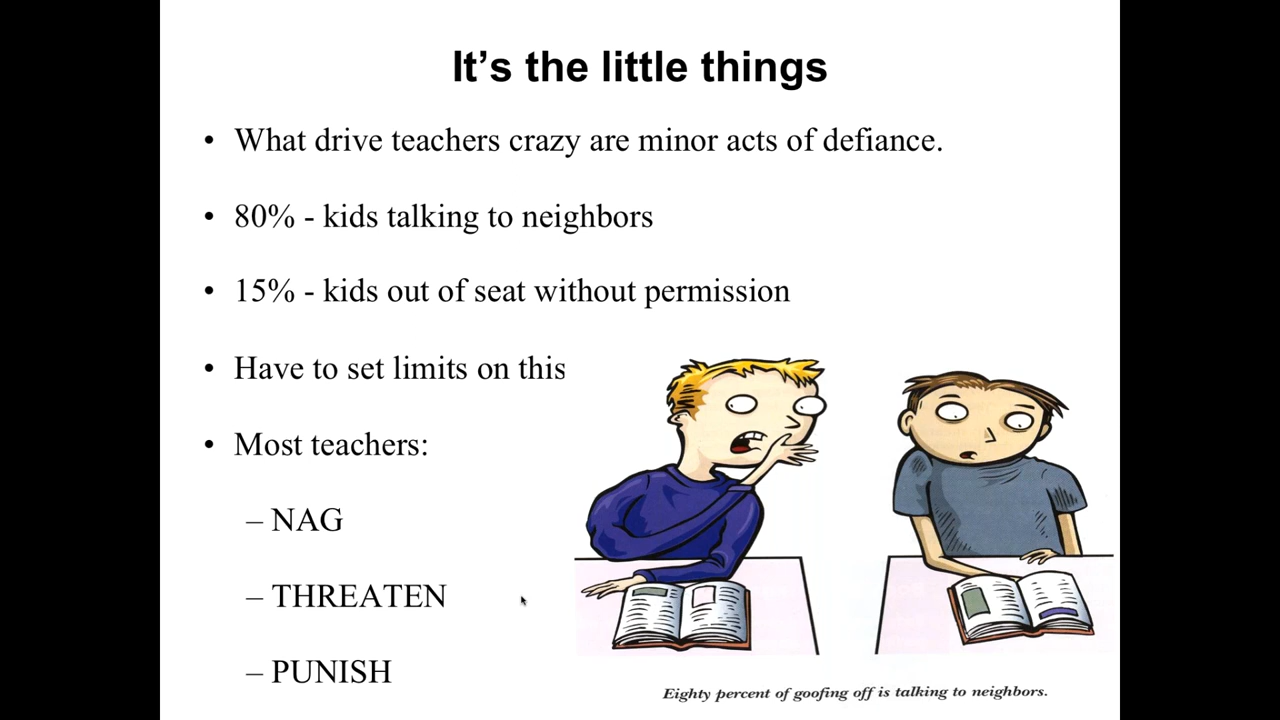 It’s the little things
• What drive teachers crazy are minor acts of defiance.
• 80% - kids talking to neighbors
• 15% - kids out of seat without permission
• Have to set limits on this
• Most teachers:
– NAG
– THREATEN
– PUNISH
Eighty percent of goofing off is talking to neighbors.